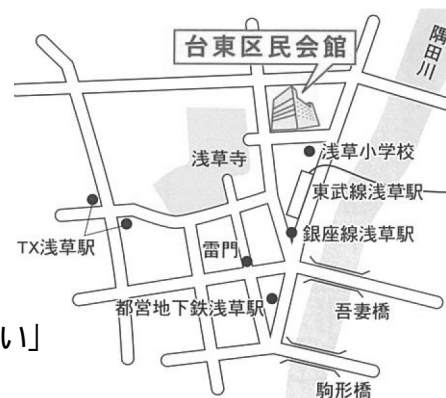 台東区民会館
隅田川
浅草寺
浅草小学校
東武線浅草駅
TX浅草駅
銀座線浅草駅
雷門
都営地下鉄浅草駅
吾妻橋
い」
駒形橋